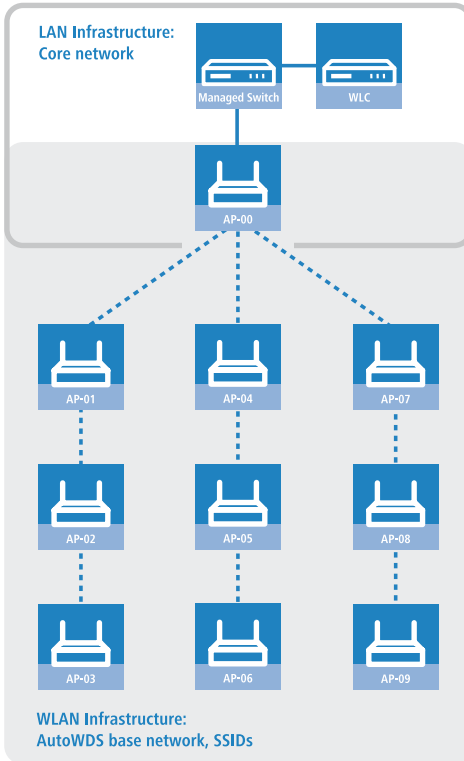 LAN Infrastructure:
Core network
Managed Switch
WLC
AP-00
AP-01
AP-04
AP-07
AP-02
AP-05
AP-08
AP-03
AP-06
AP-09
WLAN Infrastructure:
AutoWDS base network, SSIDs